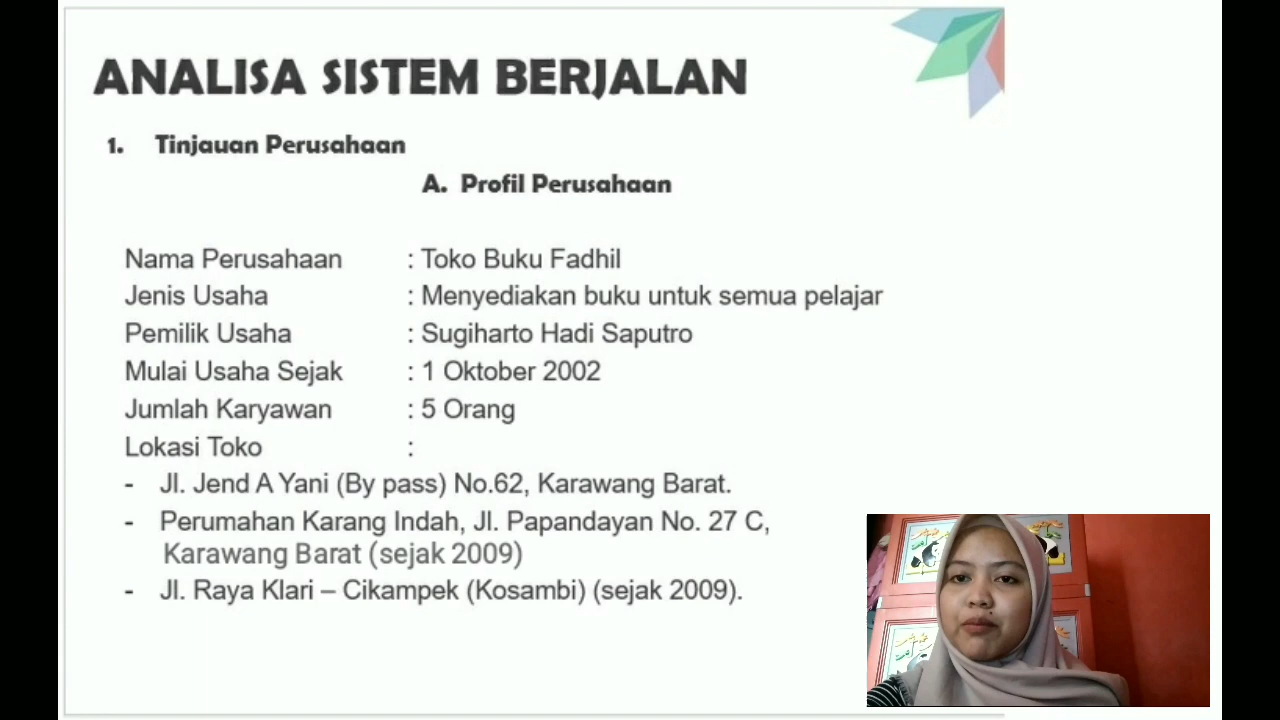 ANALISA SISTEM BERJALAN
1. Tinjauan Perusahaan
A. Profil Perusahaan
Nama Perusahaan : Toko Buku Fadhil
Jenis Usaha : Menyediakan buku untuk semua pelajar
Pemilik Usaha : Sugiharto Hadi Saputro
Mulai Usaha Sejak : 1 Oktober 2002
Jumlah Karyawan : 5 Orang
Lokasi Toko :
- Jl. Jend A Yani (By pass) No.62, Karawang Barat.
- Perumahan Karang Indah, Jl. Papandayan No. 27 C,
Karawang Barat (sejak 2009)
- Jl. Raya Klari – Cikampek (Kosambi) (sejak 2009).